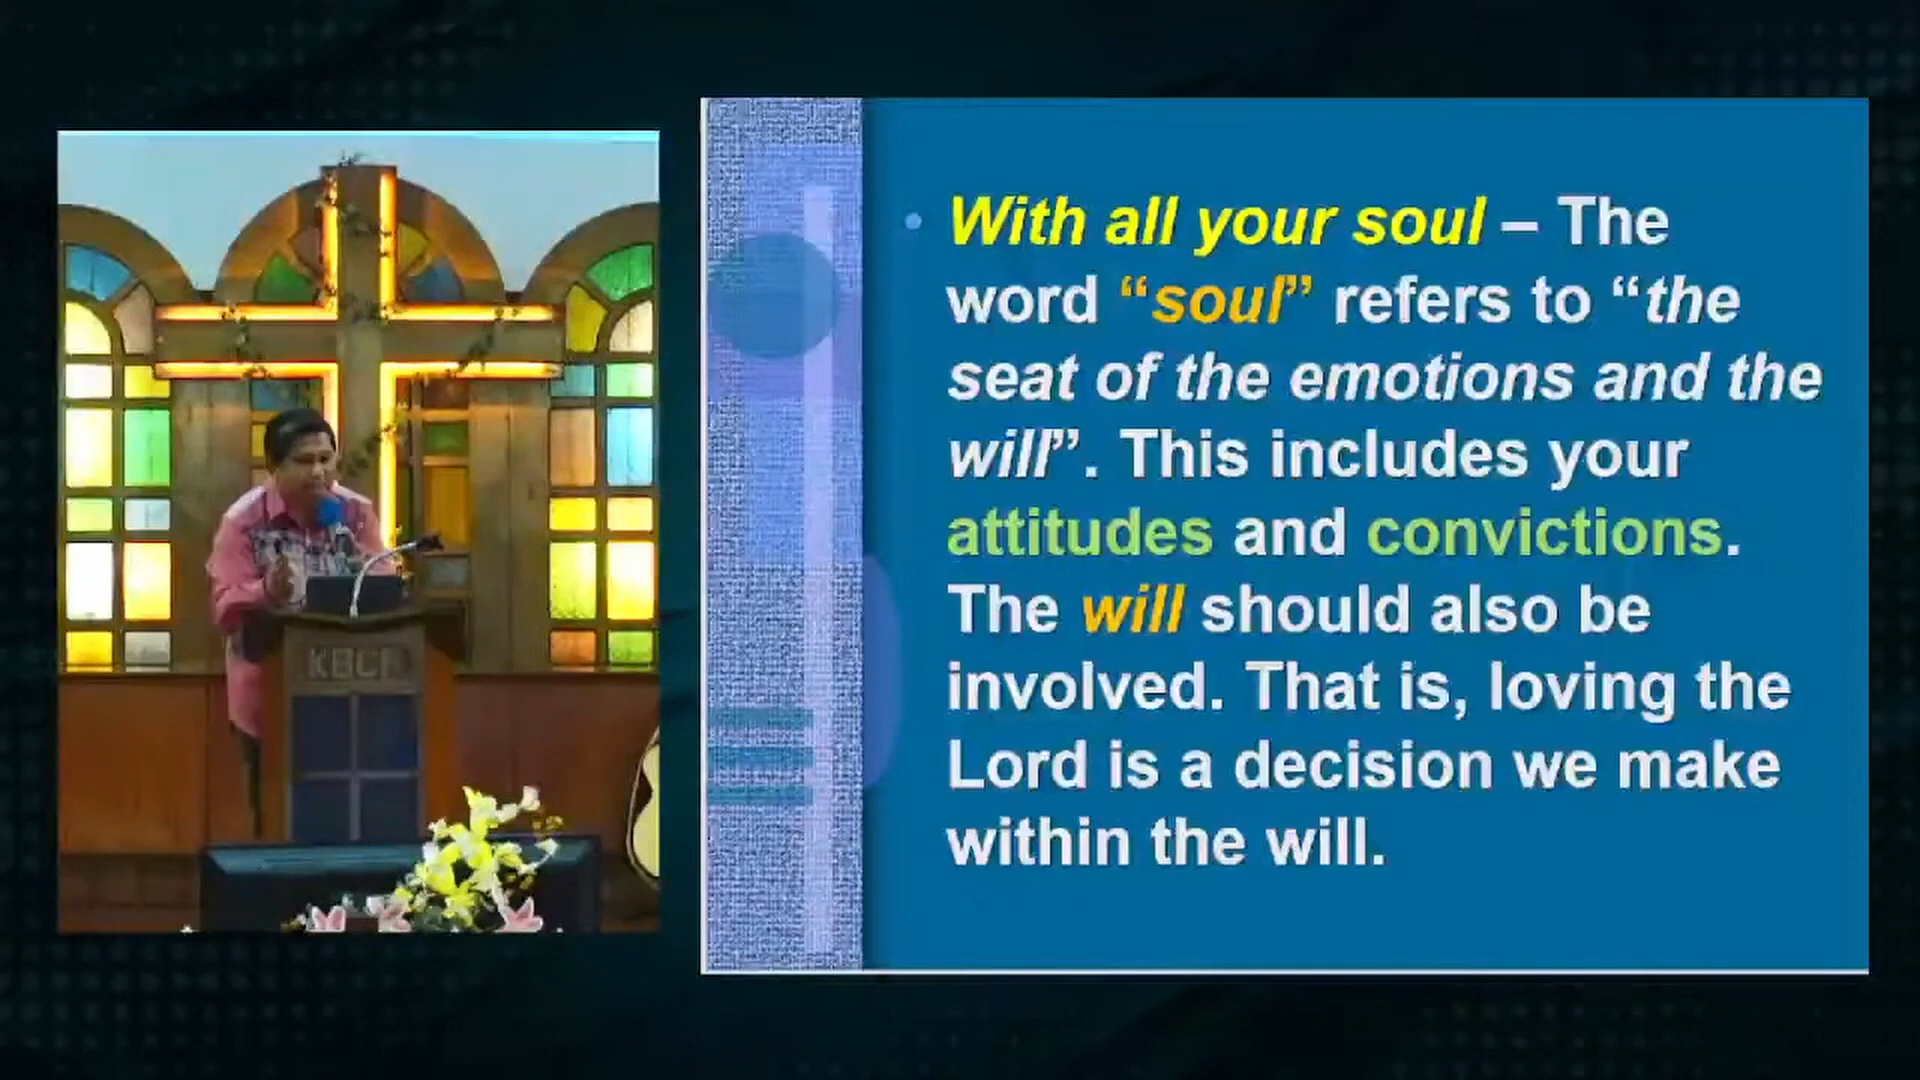 With all your soul – The
word “soul” refers to “the
seat of the emotions and the
will”. This includes your
attitudes and convictions.
The will should also be
involved. That is, loving the
Lord is a decision we make
within the will.